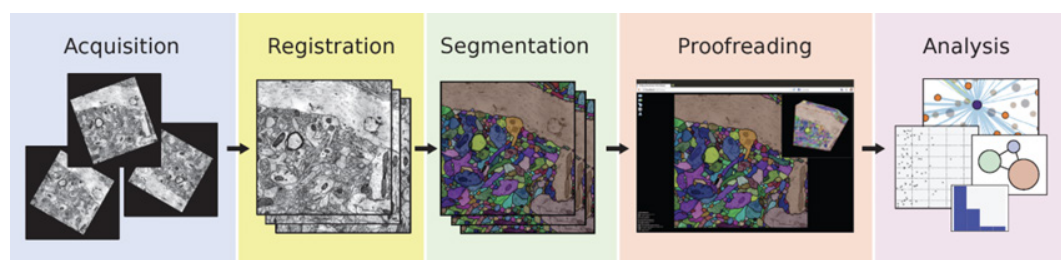 Acquisition
Registration
Segmentation
Proofreading
Analysis